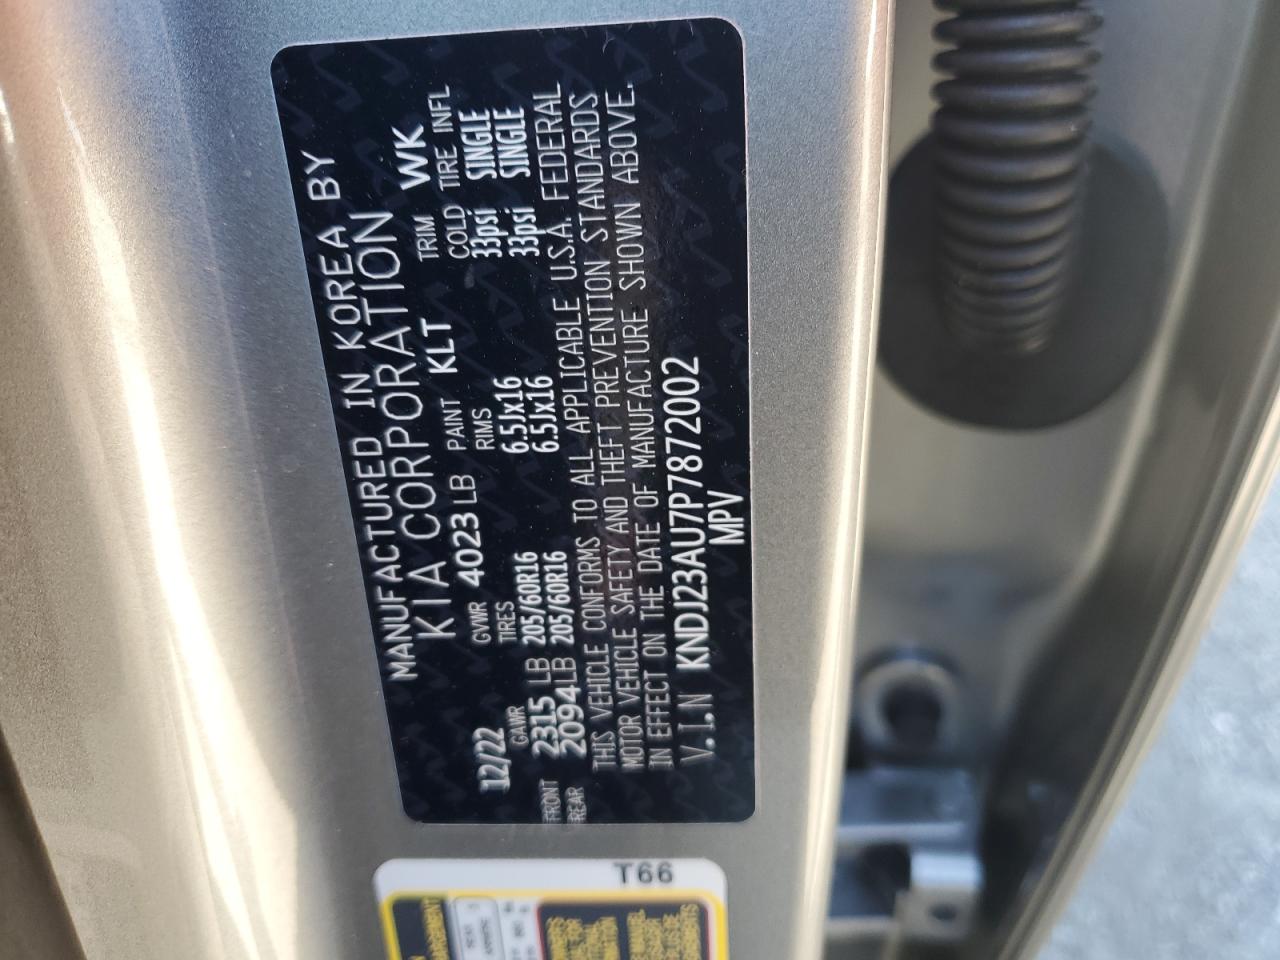 MANUFACTURED IN KOREA BY
KIA CORPORATION
12/22 GVWR 4023 LB PAINT KLT TRIM WK
GAWR TIRES RIMS COLD TIRE INFL
FRONT 2315 LB 205/60R16 6.5Jx16 33psi SINGLE
REAR 2094LB 205/60R16 6.5Jx16 33psi SINGLE
THIS VEHICLE CONFORMS TO ALL APPLICABLE U.S.A. FEDERAL
MOTOR VEHICLE SAFETY AND THEFT PREVENTION STANDARDS
IN EFFECT ON THE DATE OF MANUFACTURE SHOWN ABOVE.
V.I.N KNDJ23AU7P7872002
MPV
T66